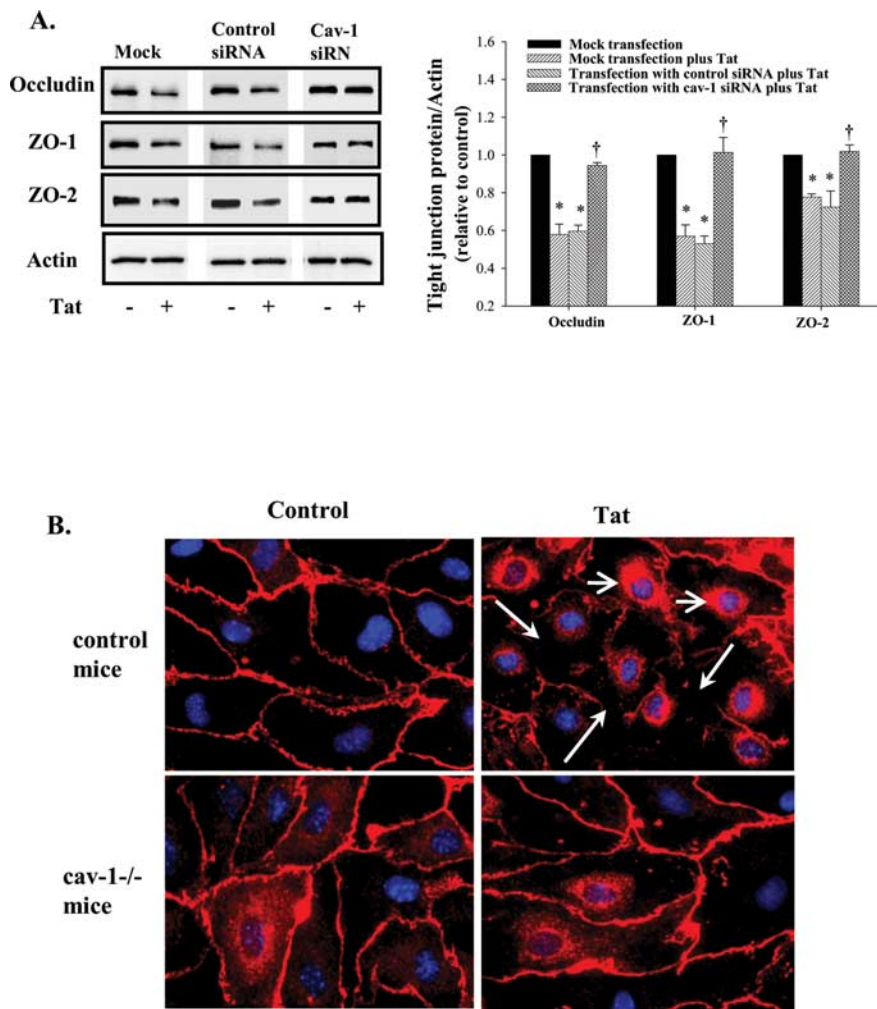 A.
Mock
Control
siRNA
Cav-1
siRN
Occludin
ZO-1
ZO-2
Actin
Tat
- + - + - +
Tight junction protein/Actin
(relative to control)
1.6
1.4
1.2
1.0
0.8
0.6
0.4
0.2
Mock transfection
Mock transfection plus Tat
Transfection with control siRNA plus Tat
Transfection with cav-1 siRNA plus Tat
* * †
* * †
* * †
Occludin ZO-1 ZO-2
B.
Control Tat
control
mice
cav-1-/-
mice